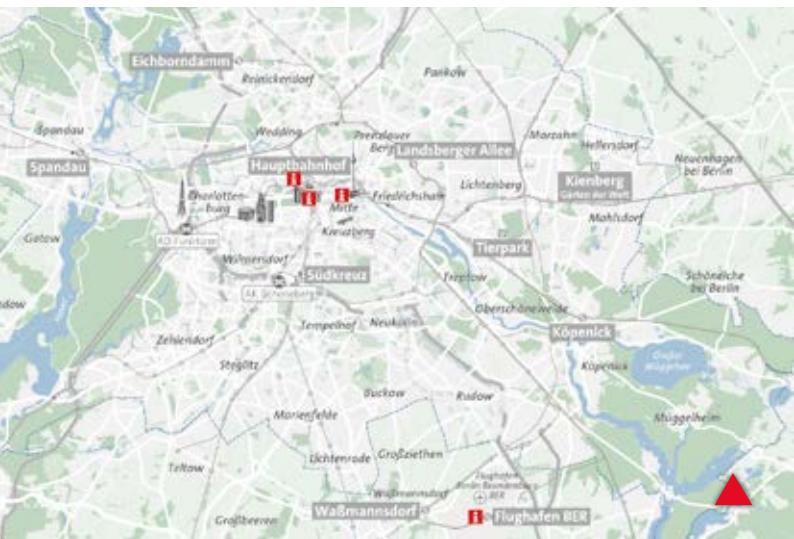 Eichborndamm
Reinickendorf
Pankow
Spandau
Wedding
Prenzlauer
Berg
Marzahn
Hellersdorf
Landsberger Allee
Neuenhagen
bei Berlin
Spandau
Hauptbahnhof
i
Kienberg
Gärten der Welt
Lichtenberg
Charlotten-
burg
i
i
Mitte
Friedrichshain
Mahlsdorf
Gatow
AD Funkturm
Kreuzberg
Tierpark
Wilmersdorf
Südkreuz
Treptow
Schöneiche
bei Berlin
AK Schöneberg
Oberschöneweide
Tempelhof
Neukölln
Köpenick
Zehlendorf
Steglitz
Köpenick
Großer
Müggelsee
Buckow
Rudow
Marienfelde
Müggelheim
Lichtenrade
Großziethen
Teltow
Flughafen
Berlin Brandenburg
BER
Waßmannsdorf
Waßmannsdorf
i
Flughafen BER
Großbeeren